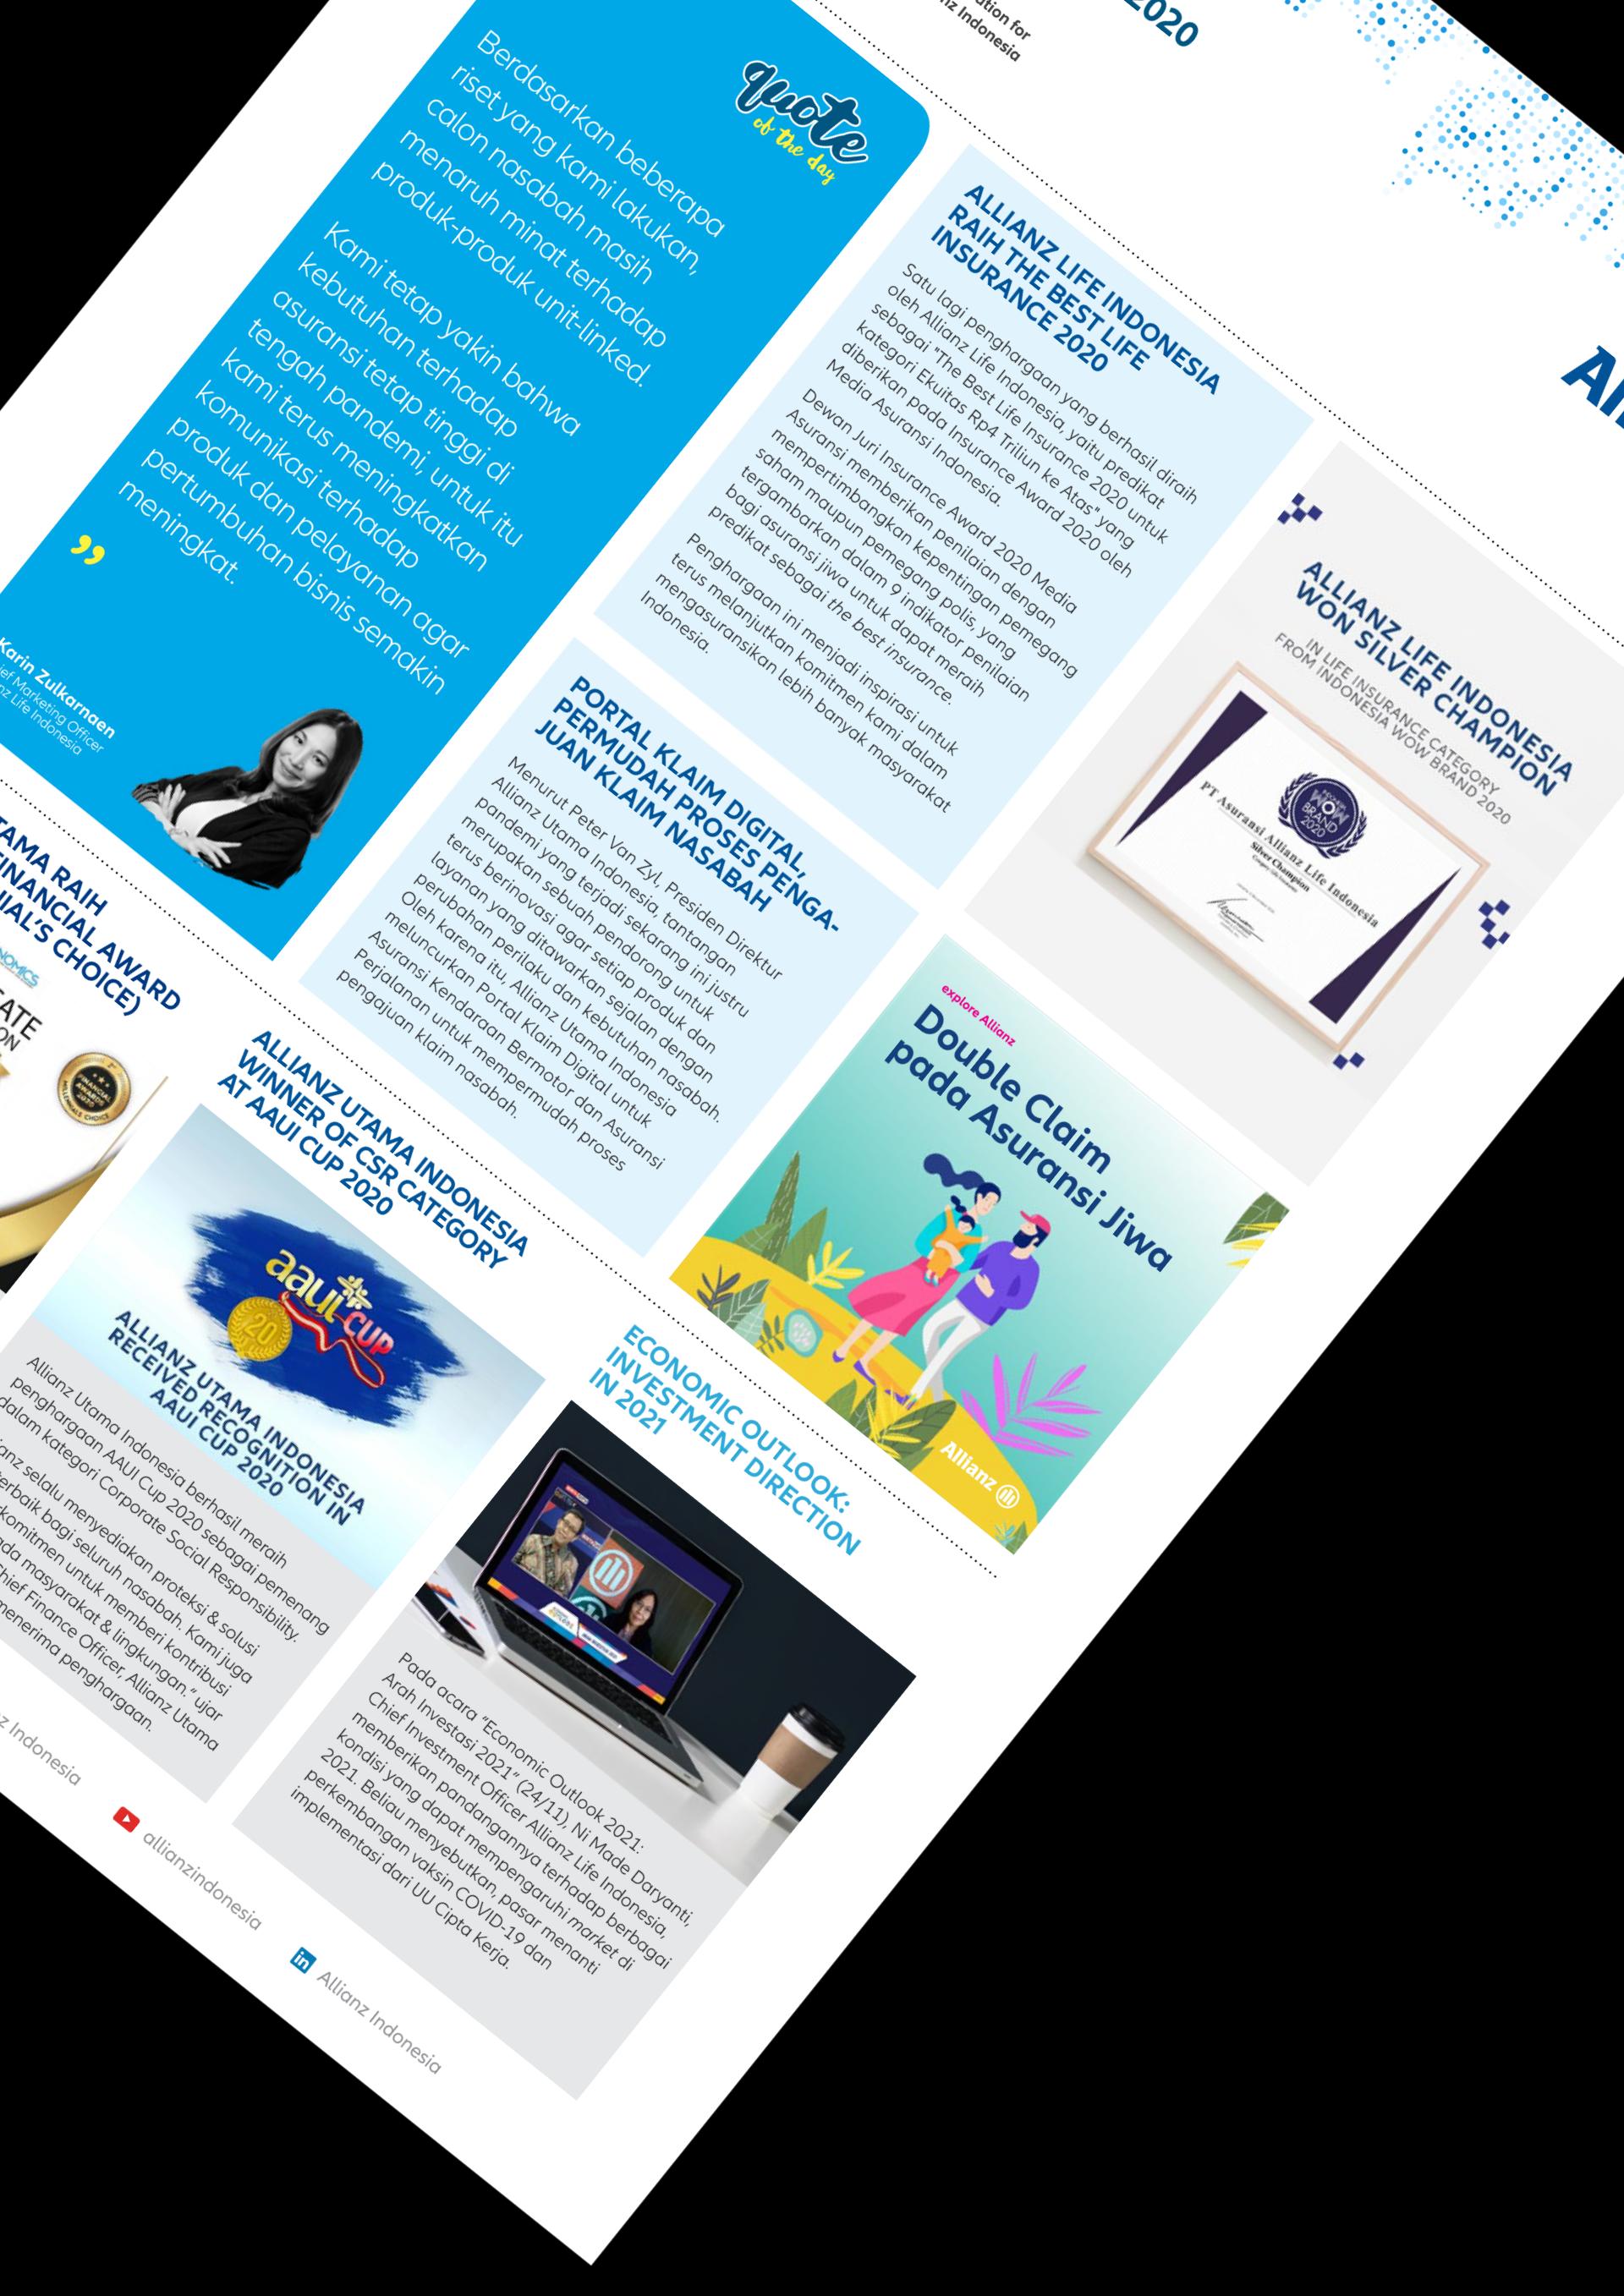 2020
Indonesia
quote
of the day
Berdasarkan beberapa
riset yang kami lakukan,
calon nasabah masih
menaruh minat terhadap
produk-produk unit-linked.
Kami tetap yakin bahwa
kebutuhan terhadap
asuransi tetap tinggi di
tengah pandemi, untuk itu
kami terus meningkatkan
komunikasi terhadap
produk dan pelayanan agar
pertumbuhan bisnis semakin
meningkat.
”
Karin Zulkarnaen
Marketing Officer
Life Indonesia
ALLIANZ LIFE INDONESIA
RAIH THE BEST LIFE
INSURANCE 2020
Satu lagi penghargaan yang berhasil diraih
oleh Allianz Life Indonesia, yaitu predikat
sebagai "The Best Life Insurance 2020 untuk
kategori Ekuitas Rp4 Triliun ke Atas" yang
diberikan pada Insurance Award 2020 oleh
Media Asuransi Indonesia.
Dewan Juri Insurance Award 2020 Media
Asuransi memberikan penilaian dengan
mempertimbangkan kepentingan pemegang
saham maupun pemegang polis, yang
tergambarkan dalam 9 indikator penilaian
bagi asuransi jiwa untuk dapat meraih
predikat sebagai the best insurance.
Penghargaan ini menjadi inspirasi untuk
terus melanjutkan komitmen kami dalam
mengasuransikan lebih banyak masyarakat
Indonesia.
ALLIANZ LIFE INDONESIA
WON SILVER CHAMPION
IN LIFE INSURANCE CATEGORY
FROM INDONESIA WOW BRAND 2020
WOW
BRAND
2020
PT Asuransi Allianz Life Indonesia
Silver Champion
PORTAL KLAIM DIGITAL,
PERMUDAH PROSES PENGA-
JUAN KLAIM NASABAH
Menurut Peter Van Zyl, Presiden Direktur
Allianz Utama Indonesia, tantangan
pandemi yang terjadi sekarang ini justru
merupakan sebuah pendorong untuk
terus berinovasi agar setiap produk dan
layanan yang ditawarkan sejalan dengan
perubahan perilaku dan kebutuhan nasabah.
Oleh karena itu, Allianz Utama Indonesia
meluncurkan Portal Klaim Digital untuk
Asuransi Kendaraan Bermotor dan Asuransi
Perjalanan untuk mempermudah proses
pengajuan klaim nasabah.
explore Allianz
Double Claim
pada Asuransi Jiwa
Allianz
RAIH
FINANCIAL AWARD
CHOICE)
FINANCIAL
AWARDS
2020
ALLIANZ UTAMA INDONESIA
WINNER OF CSR CATEGORY
AT AAUI CUP 2020
aaui CUP
20
ALLIANZ UTAMA INDONESIA
RECEIVED RECOGNITION IN
AAUI CUP 2020
Allianz Utama Indonesia berhasil meraih
penghargaan AAUI Cup 2020 sebagai pemenang
dalam kategori Corporate Social Responsibility.
selalu menyediakan proteksi & solusi
bagi seluruh nasabah. Kami juga
untuk memberi kontribusi
masyarakat & lingkungan." ujar
Finance Officer, Allianz Utama
penghargaan.
ECONOMIC OUTLOOK:
INVESTMENT DIRECTION
IN 2021
Pada acara "Economic Outlook 2021:
Arah Investasi 2021" (24/11), Ni Made Daryanti,
Chief Investment Officer Allianz Life Indonesia,
memberikan pandangannya terhadap berbagai
kondisi yang dapat mempengaruhi market di
2021. Beliau menyebutkan, pasar menanti
perkembangan vaksin COVID-19 dan
implementasi dari UU Cipta Kerja.
Indonesia
allianzindonesia
in Allianz Indonesia